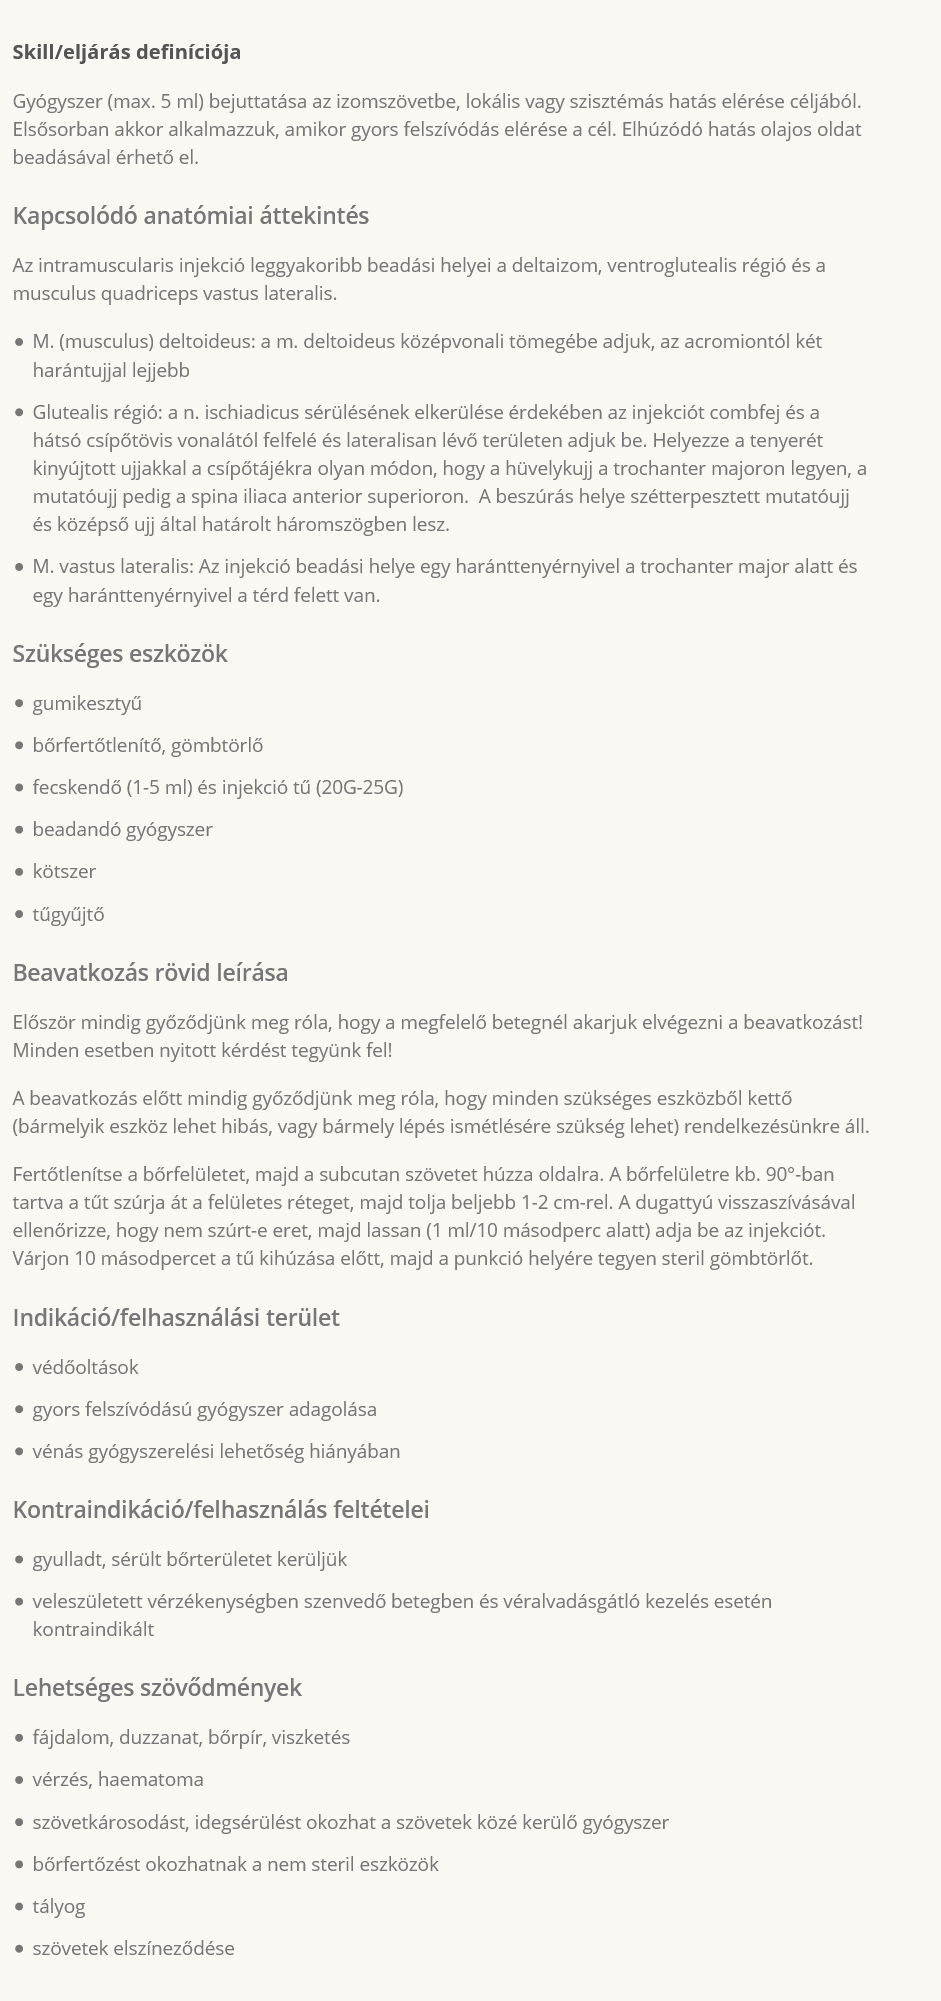 Skill/eljárás definíciója
Gyógyszer (max. 5 ml) bejuttatása az izomszövetbe, lokális vagy szisztémás hatás elérése céljából.
Elsősorban akkor alkalmazzuk, amikor gyors felszívódás elérése a cél. Elhúzódó hatás olajos oldat
beadásával érhető el.
Kapcsolódó anatómiai áttekintés
Az intramuscularis injekció leggyakoribb beadási helyei a deltaizom, ventroglutealis régió és a
musculus quadriceps vastus lateralis.
• M. (musculus) deltoideus: a m. deltoideus középvonali tömegébe adjuk, az acromiontól két
harántujjal lejjebb
• Glutealis régió: a n. ischiadicus sérülésének elkerülése érdekében az injekciót combfej és a
hátsó csípőtövis vonalától felfelé és lateralisan lévő területen adjuk be. Helyezze a tenyerét
kinyújtott ujjakkal a csípőtájékra olyan módon, hogy a hüvelykujj a trochanter majoron legyen, a
mutatóujj pedig a spina iliaca anterior superioron.  A beszúrás helye szétterpesztett mutatóujj
és középső ujj által határolt háromszögben lesz.
• M. vastus lateralis: Az injekció beadási helye egy haránttenyérnyivel a trochanter major alatt és
egy haránttenyérnyivel a térd felett van.
Szükséges eszközök
• gumikesztyű
• bőrfertőtlenítő, gömbtörlő
• fecskendő (1-5 ml) és injekció tű (20G-25G)
• beadandó gyógyszer
• kötszer
• tűgyűjtő
Beavatkozás rövid leírása
Először mindig győződjünk meg róla, hogy a megfelelő betegnél akarjuk elvégezni a beavatkozást!
Minden esetben nyitott kérdést tegyünk fel!
A beavatkozás előtt mindig győződjünk meg róla, hogy minden szükséges eszközből kettő
(bármelyik eszköz lehet hibás, vagy bármely lépés ismétlésére szükség lehet) rendelkezésünkre áll.
Fertőtlenítse a bőrfelületet, majd a subcutan szövetet húzza oldalra. A bőrfelületre kb. 90°-ban
tartva a tűt szúrja át a felületes réteget, majd tolja beljebb 1-2 cm-rel. A dugattyú visszaszívásával
ellenőrizze, hogy nem szúrt-e eret, majd lassan (1 ml/10 másodperc alatt) adja be az injekciót.
Várjon 10 másodpercet a tű kihúzása előtt, majd a punkció helyére tegyen steril gömbtörlőt.
Indikáció/felhasználási terület
• védőoltások
• gyors felszívódású gyógyszer adagolása
• vénás gyógyszerelési lehetőség hiányában
Kontraindikáció/felhasználás feltételei
• gyulladt, sérült bőrterületet kerüljük
• veleszületett vérzékenységben szenvedő betegben és véralvadásgátló kezelés esetén
kontraindikált
Lehetséges szövődmények
• fájdalom, duzzanat, bőrpír, viszketés
• vérzés, haematoma
• szövetkárosodást, idegsérülést okozhat a szövetek közé kerülő gyógyszer
• bőrfertőzést okozhatnak a nem steril eszközök
• tályog
• szövetek elszíneződése